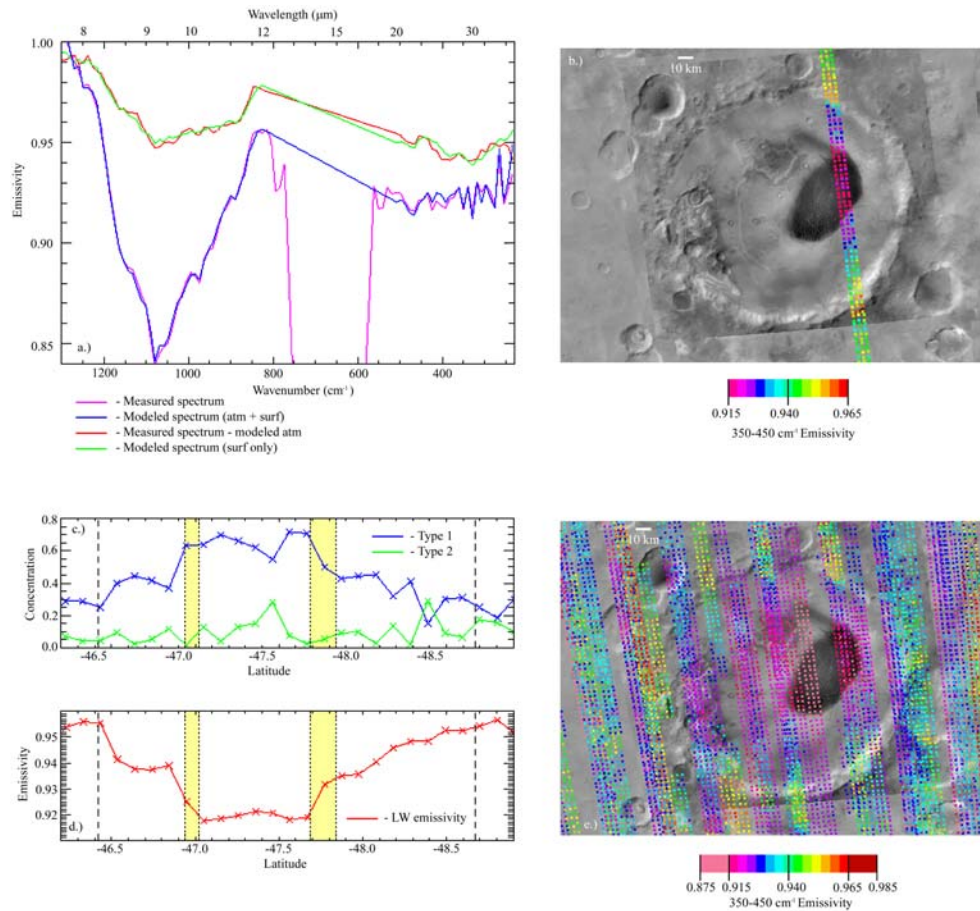 Wavelength (μm)
8 9 10 12 15 20 30
1.00
0.95
0.90
0.85
Emissivity
a.)
1200 1000 800 600 400
Wavenumber (cm⁻¹)
- Measured spectrum
- Modeled spectrum (atm + surf)
- Measured spectrum - modeled atm
- Modeled spectrum (surf only)
b.)
10 km
0.915 0.940 0.965
350-450 cm⁻¹ Emissivity
c.)
0.8
0.6
0.4
0.2
0.0
Concentration
- Type 1
- Type 2
-46.5 -47.0 -47.5 -48.0 -48.5
Latitude
0.95
0.94
0.93
0.92
Emissivity
d.)
- LW emissivity
-46.5 -47.0 -47.5 -48.0 -48.5
Latitude
10 km
e.)
0.875 0.915 0.940 0.965 0.985
350-450 cm⁻¹ Emissivity